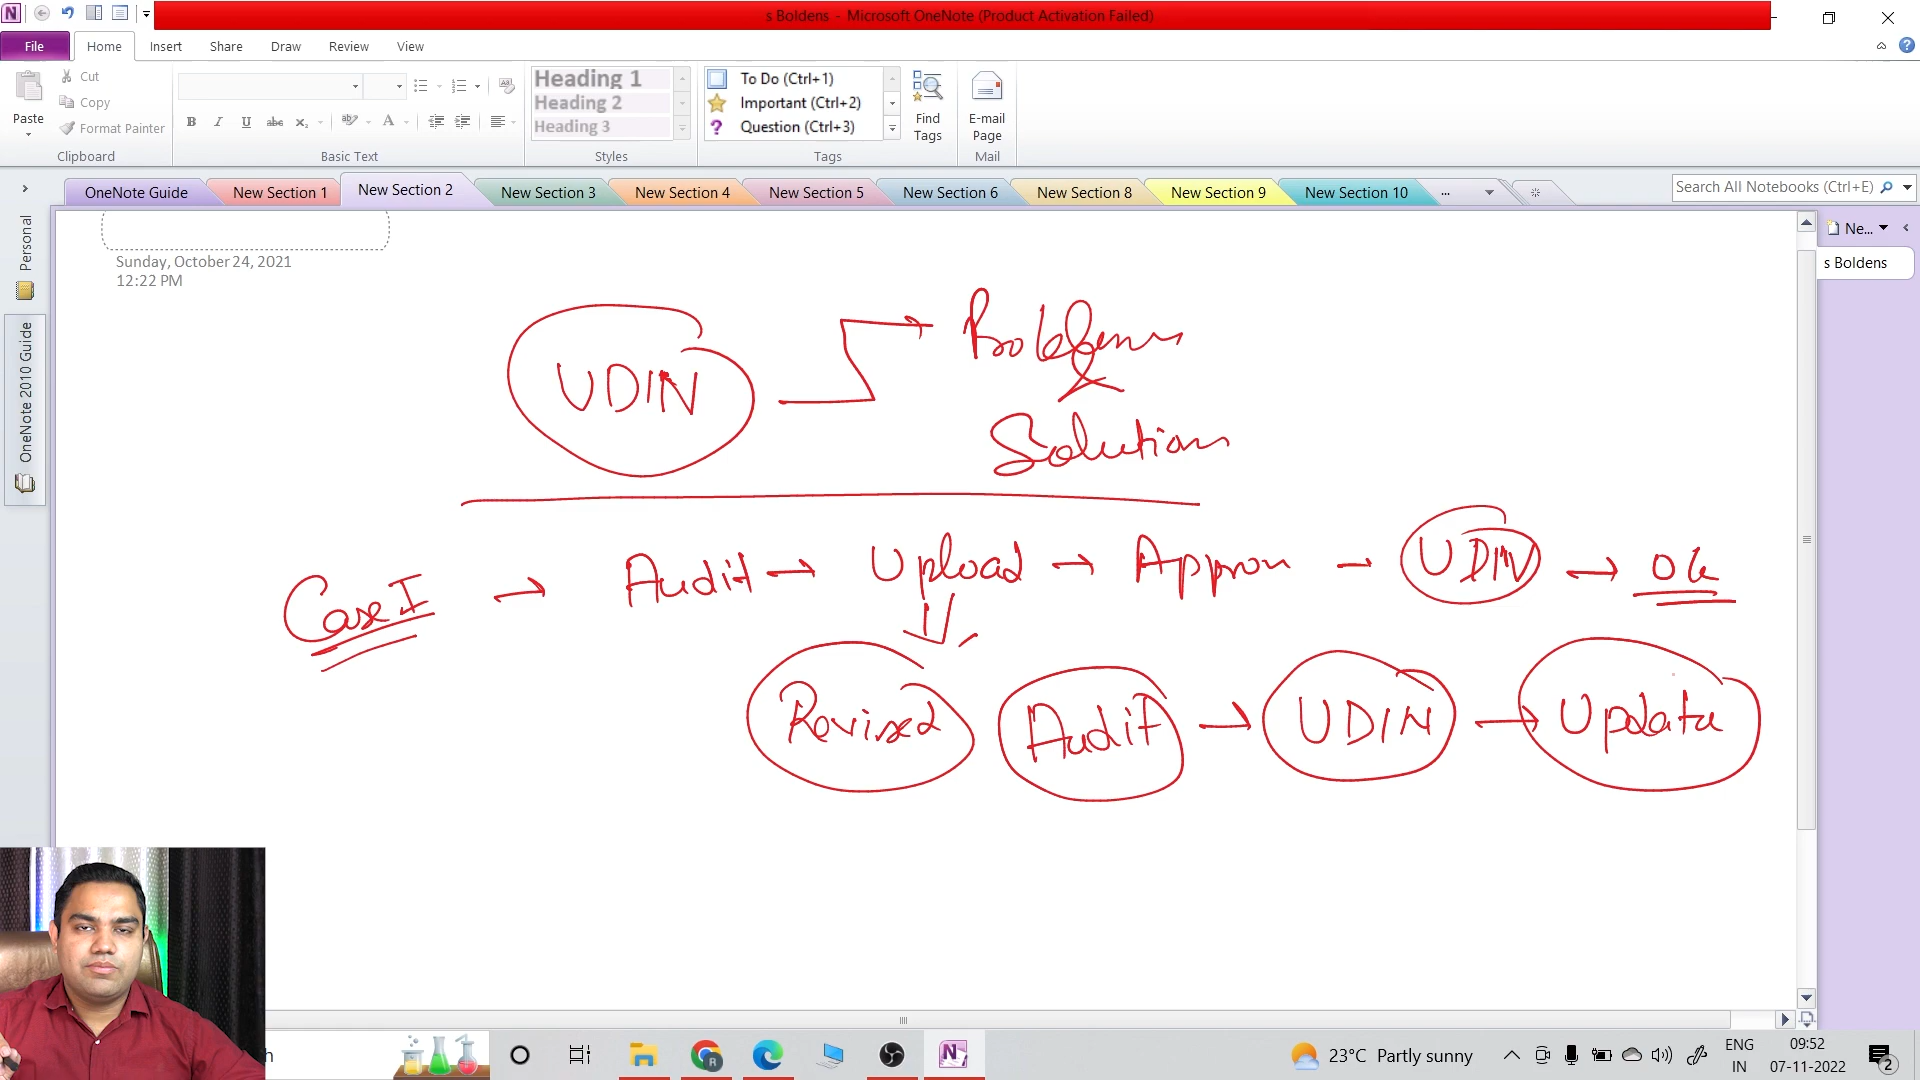 s Boldens - Microsoft OneNote (Product Activation Failed)
File Home Insert Share Draw Review View
Paste
Cut
Copy
Format Painter
Clipboard
B I U abc x₂ A
Basic Text
Heading 1
Heading 2
Heading 3
Styles
To Do (Ctrl+1)
Important (Ctrl+2)
Question (Ctrl+3)
Tags
Find
Tags
E-mail
Page
Mail
OneNote Guide New Section 1 New Section 2 New Section 3 New Section 4 New Section 5 New Section 6 New Section 8 New Section 9 New Section 10 ...
Search All Notebooks (Ctrl+E)
Personal
OneNote 2010 Guide
Ne...
s Boldens
Sunday, October 24, 2021
12:22 PM
UDIN → Problems
&
Solutions
Case I → Audit → Upload → Approv – UDIN → Ok
Revised Audit → UDIN → Update
h
23°C Partly sunny
ENG
IN
09:52
07-11-2022
2